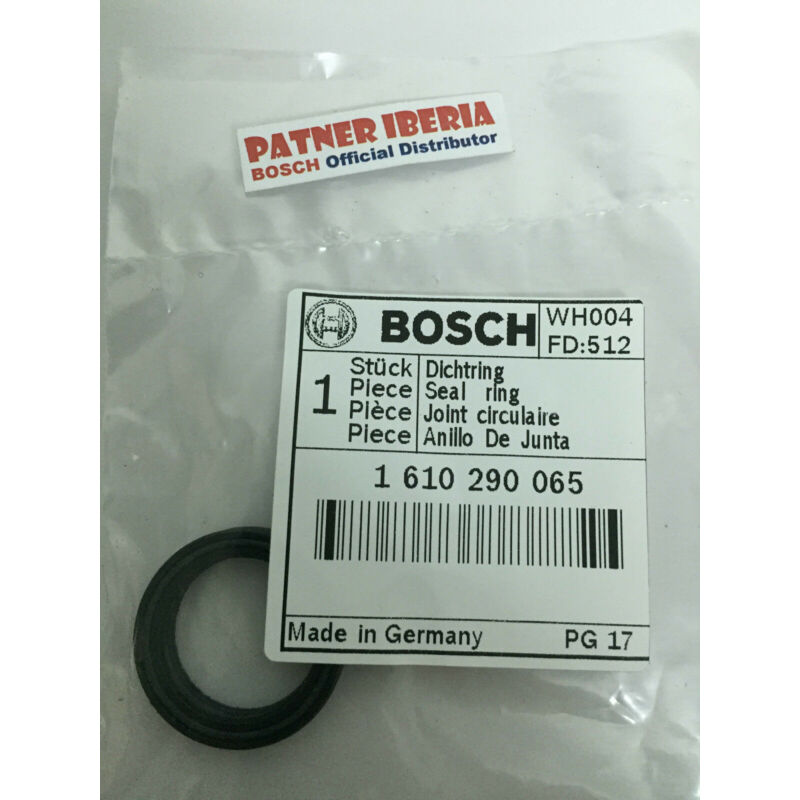 PATNER IBERIA
BOSCH Official Distributor
BOSCH
WH004
FD:512
1
Stück
Piece
Pièce
Piece
Dichtring
Seal ring
Joint circulaire
Anillo De Junta
1 610 290 065
Made in Germany
PG 17